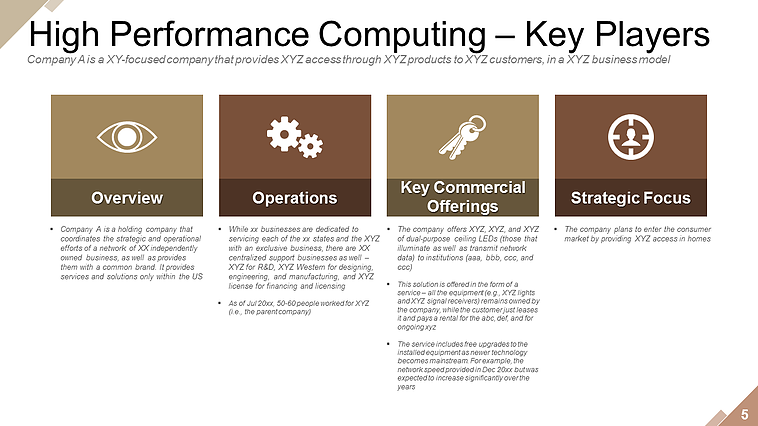 High Performance Computing – Key Players
Company A is a XY-focused company that provides XYZ access through XYZ products to XYZ customers, in a XYZ business model
Overview
▪ Company A is a holding company that
coordinates the strategic and operational
efforts of a network of XX independently
owned business, as well as provides
them with a common brand. It provides
services and solutions only within the US
Operations
▪ While xx businesses are dedicated to
servicing each of the xx states and the XYZ
with an exclusive business, there are XX
centralized support businesses as well –
XYZ for R&D, XYZ Western for designing,
engineering, and manufacturing, and XYZ
license for financing and licensing
▪ As of Jul 20xx, 50-60 people worked for XYZ
(i.e., the parent company)
Key Commercial
Offerings
▪ The company offers XYZ, XYZ, and XYZ
of dual-purpose ceiling LEDs (those that
illuminate as well as transmit network
data) to institutions (aaa, bbb, ccc, and
ccc)
▪ This solution is offered in the form of a
service – all the equipment (e.g., XYZ lights
and XYZ signal receivers) remains owned by
the company, while the customer just leases
it and pays a rental for the abc, def, and for
ongoing xyz
▪ The service includes free upgrades to the
installed equipment as newer technology
becomes mainstream. For example, the
network speed provided in Dec 20xx but was
expected to increase significantly over the
years
Strategic Focus
▪ The company plans to enter the consumer
market by providing XYZ access in homes
5